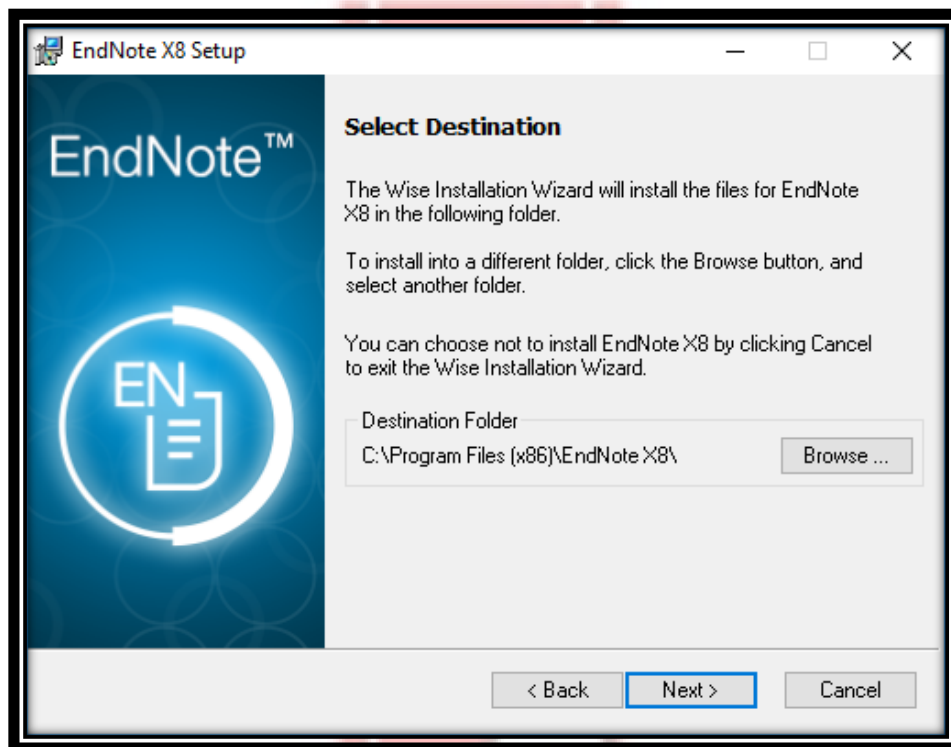 EndNote X8 Setup
EndNote™
EN
Select Destination
The Wise Installation Wizard will install the files for EndNote
X8 in the following folder.
To install into a different folder, click the Browse button, and
select another folder.
You can choose not to install EndNote X8 by clicking Cancel
to exit the Wise Installation Wizard.
Destination Folder
C:\Program Files (x86)\EndNote X8\
Browse ...
< Back
Next >
Cancel